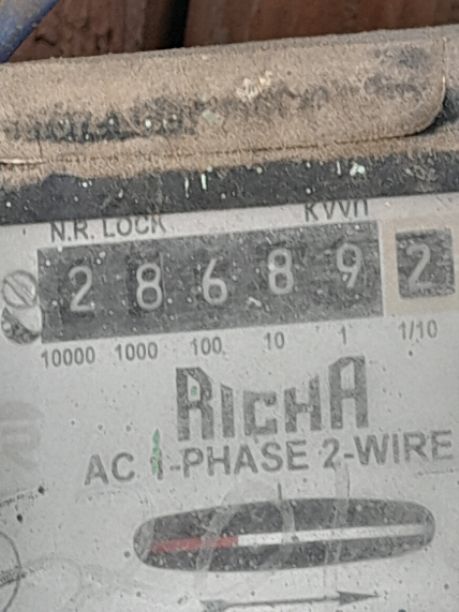 N.R. LOCK KWh
2 8 6 8 9 2
10000 1000 100 10 1 1/10
RICHA
AC 1-PHASE 2-WIRE